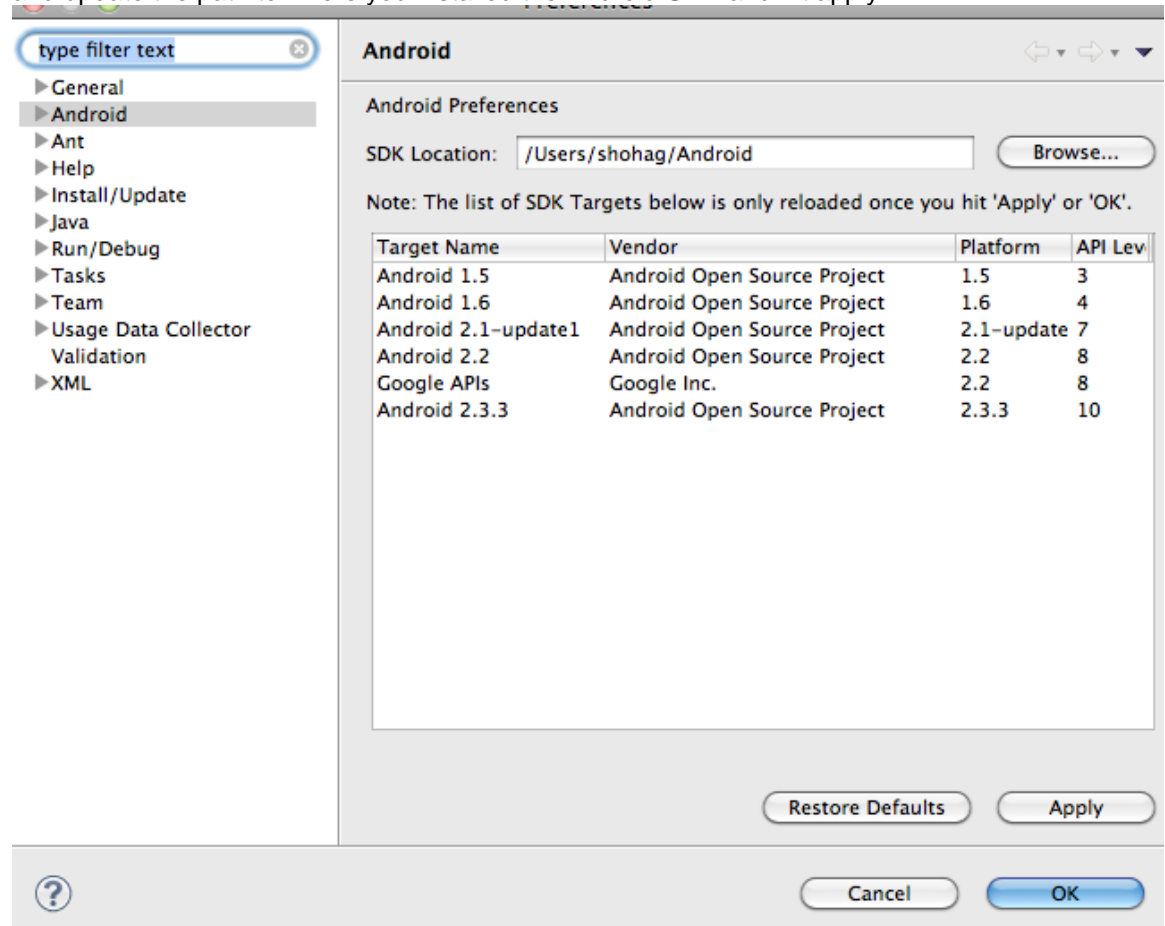 Preferences
type filter text
General
Android
Ant
Help
Install/Update
Java
Run/Debug
Tasks
Team
Usage Data Collector
Validation
XML
Android
Android Preferences
SDK Location: /Users/shohag/Android Browse...
Note: The list of SDK Targets below is only reloaded once you hit 'Apply' or 'OK'.
Target Name Vendor Platform API Lev
Android 1.5 Android Open Source Project 1.5 3
Android 1.6 Android Open Source Project 1.6 4
Android 2.1-update1 Android Open Source Project 2.1-update 7
Android 2.2 Android Open Source Project 2.2 8
Google APIs Google Inc. 2.2 8
Android 2.3.3 Android Open Source Project 2.3.3 10
Restore Defaults Apply
? Cancel OK